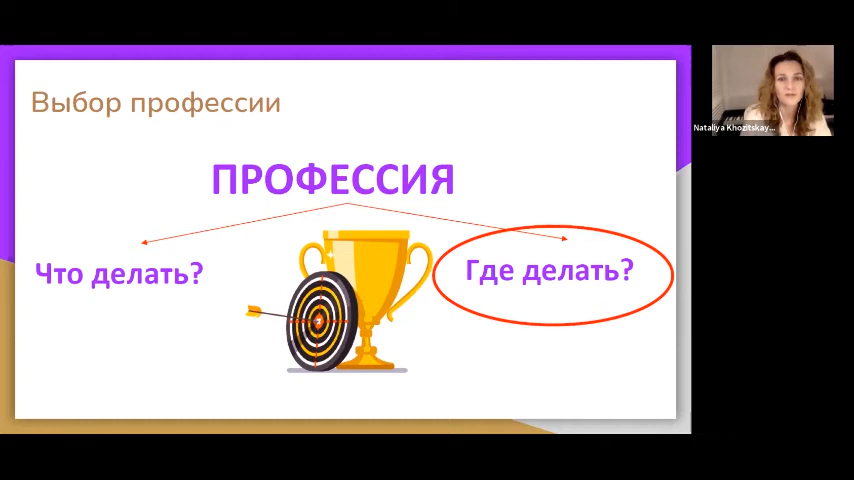 Выбор профессии
ПРОФЕССИЯ
Что делать?
Где делать?
Nataliya Khozitskay...